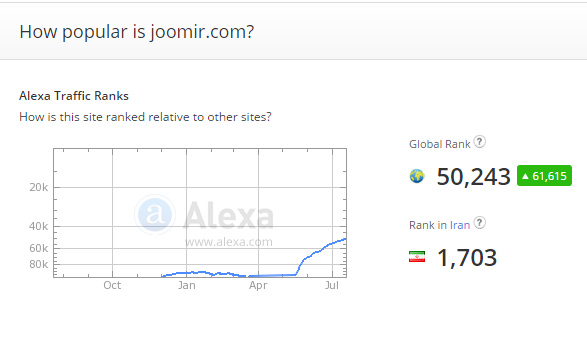 How popular is joomir.com?
Alexa Traffic Ranks
How is this site ranked relative to other sites?
Global Rank ?
50,243 ▲ 61,615
Rank in Iran ?
1,703
20k
40k
60k
80k
a Alexa
www.alexa.com
Oct Jan Apr Jul